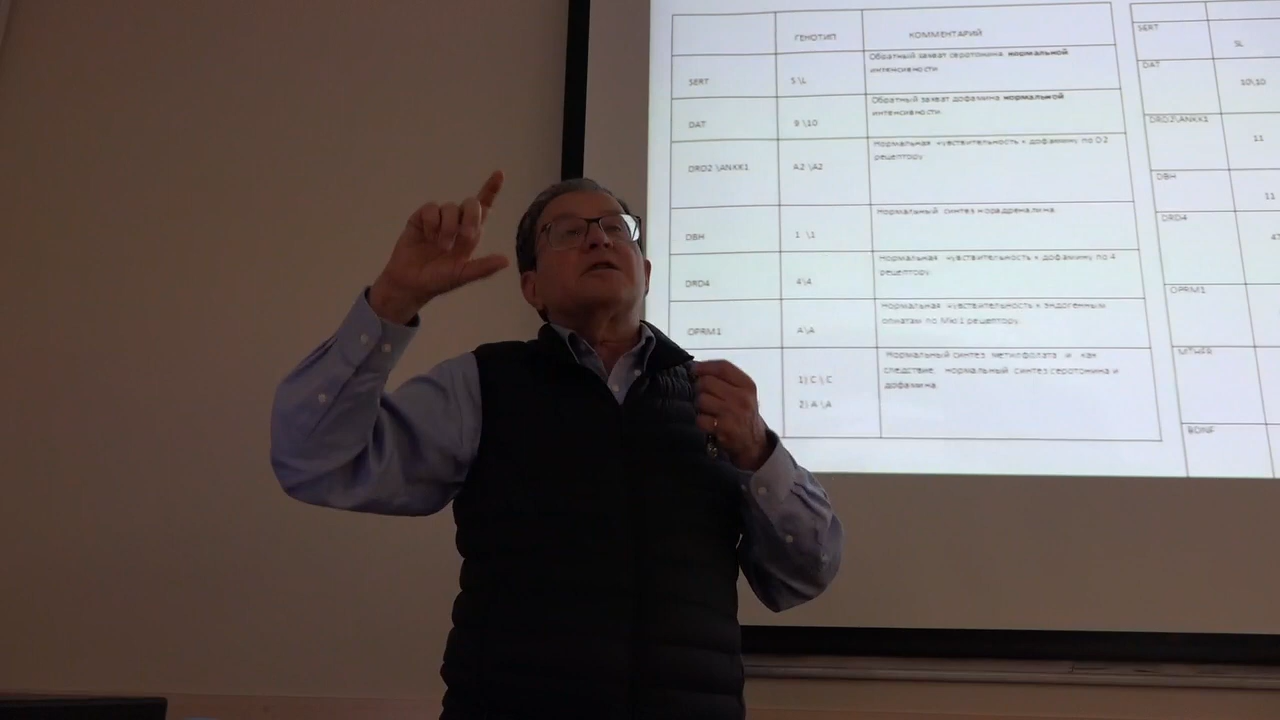 ГЕНОТИП КОММЕНТАРИЙ
SERT S\L Обратный захват серотонина нормальной
интенсивности
DAT 9\10 Обратный захват дофамина нормальной
интенсивности
DRD2\ANKK1 A2\A2 Нормальная чувствительность к дофамину по D2
рецептору
DBH 1\1 Нормальный синтез норадреналина
DRD4 4\4 Нормальная чувствительность к дофамину по 4
рецептору
OPRM1 A\A Нормальная чувствительность к эндогенным
опиатам по Мю1 рецептору
1) C\C
2) A\A
Нормальный синтез метилфолата и как
следствие нормальный синтез серотонина и
дофамина
SERT SL
DAT 10\10
DRD2\ANKK1 11
DBH 11
DRD4
OPRM1
MTHFR
BDNF